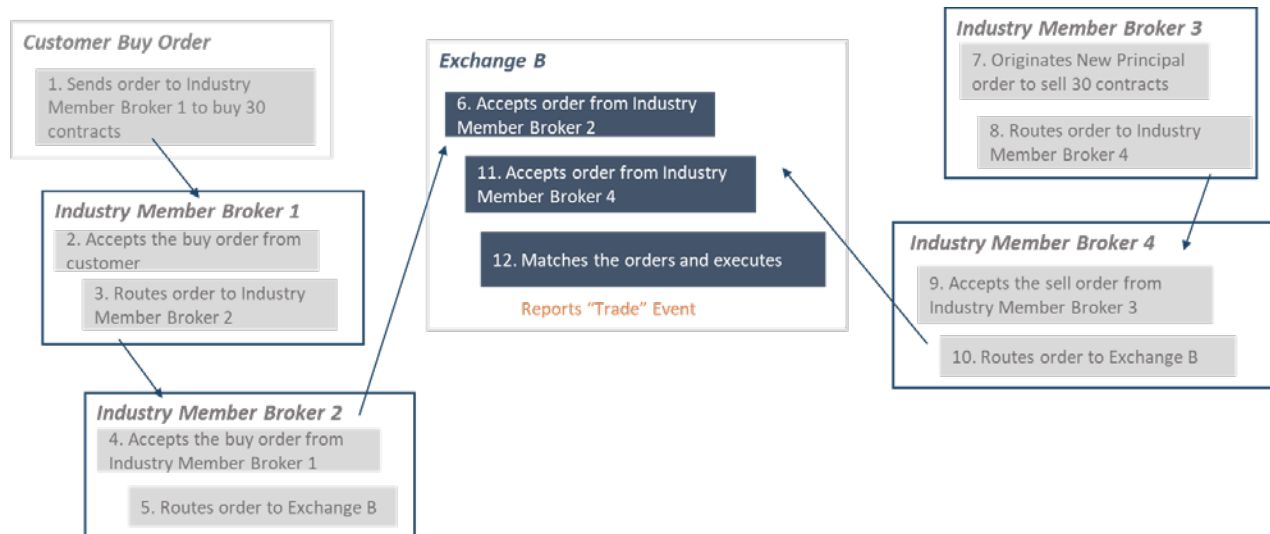 Customer Buy Order
1. Sends order to Industry
Member Broker 1 to buy 30
contracts
Industry Member Broker 1
2. Accepts the buy order from
customer
3. Routes order to Industry
Member Broker 2
Industry Member Broker 2
4. Accepts the buy order from
Industry Member Broker 1
5. Routes order to Exchange B
Exchange B
6. Accepts order from Industry
Member Broker 2
11. Accepts order from Industry
Member Broker 4
12. Matches the orders and executes
Reports “Trade” Event
Industry Member Broker 3
7. Originates New Principal
order to sell 30 contracts
8. Routes order to Industry
Member Broker 4
Industry Member Broker 4
9. Accepts the sell order from
Industry Member Broker 3
10. Routes order to Exchange B